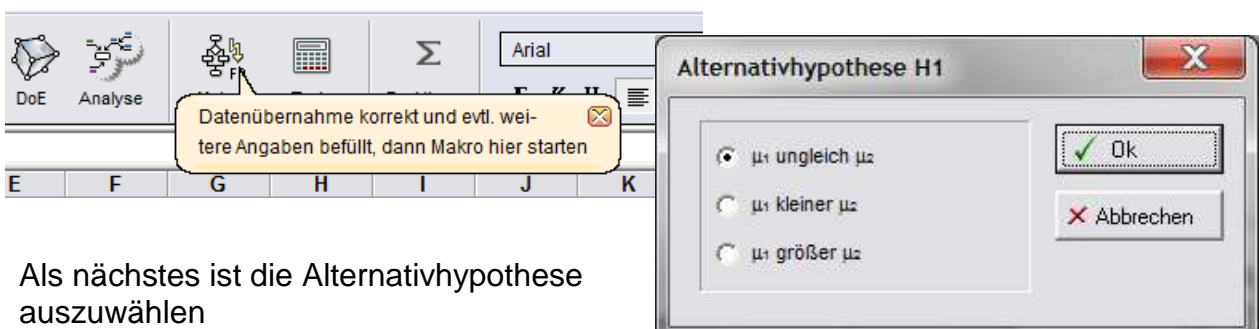 Arial
DoE
Analyse
F
Datenübernahme korrekt und evtl. wei-
tere Angaben befüllt, dann Makro hier starten
E F G H I J K
Als nächstes ist die Alternativhypothese
auszuwählen
Alternativhypothese H1
µ1 ungleich µ2
µ1 kleiner µ2
µ1 größer µ2
Ok
Abbrechen